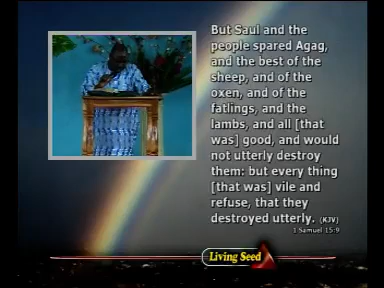 But Saul and the
people spared Agag,
and the best of the
sheep, and of the
oxen, and of the
fatlings, and the
lambs, and all [that
was] good, and would
not utterly destroy
them: but every thing
[that was] vile and
refuse, that they
destroyed utterly. (KJV)
1 Samuel 15:9
Living Seed